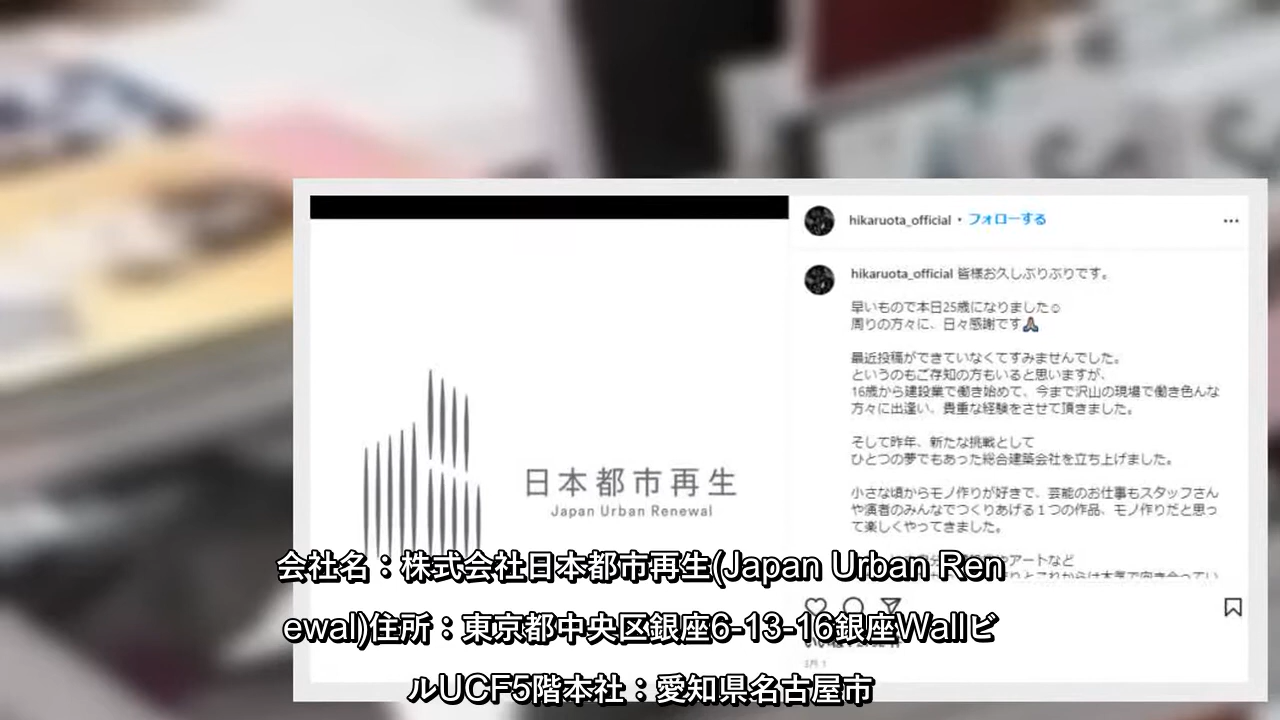 hikaruota_official • フォローする
hikaruota_official 皆様お久しぶりぶりです。
早いもので本日25歳になりました☺
周りの方々に、日々感謝です🙏🏾
最近投稿ができていなくてすみませんでした。
というのもご存知の方もいると思いますが、
16歳から建設業で働き始めて、今まで沢山の現場で働き色んな
方々に出逢い、貴重な経験をさせて頂きました。
そして昨年、新たな挑戦として
ひとつの夢でもあった総合建築会社を立ち上げました。
小さな頃からモノ作りが好きで、芸能のお仕事もスタッフさん
や演者のみんなでつくりあげる１つの作品、モノ作りだと思っ
て楽しくやってきました。
アートなど
日本都市再生
Japan Urban Renewal
会社名：株式会社日本都市再生(Japan Urban Ren
ewal)住所：東京都中央区銀座6-13-16銀座Wallビ
ルUCF5階本社：愛知県名古屋市